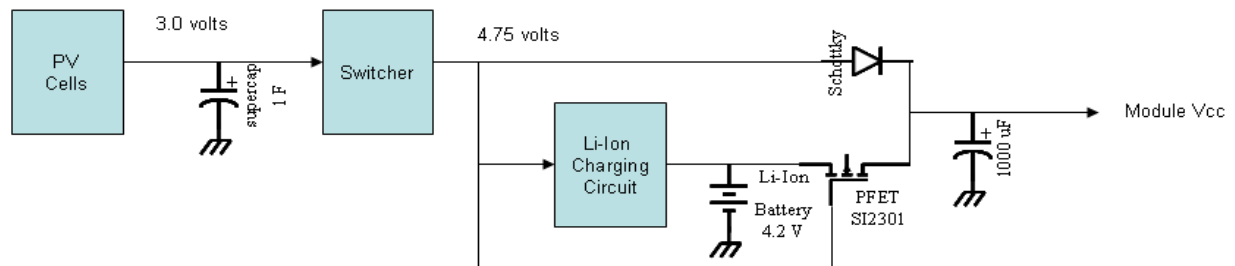 3.0 volts
4.75 volts
PV
Cells
+
supercap
1 F
Switcher
Schottky
Li-Ion
Charging
Circuit
Li-Ion
Battery
4.2 V
PFET
SI2301
+
1000 uF
Module Vcc